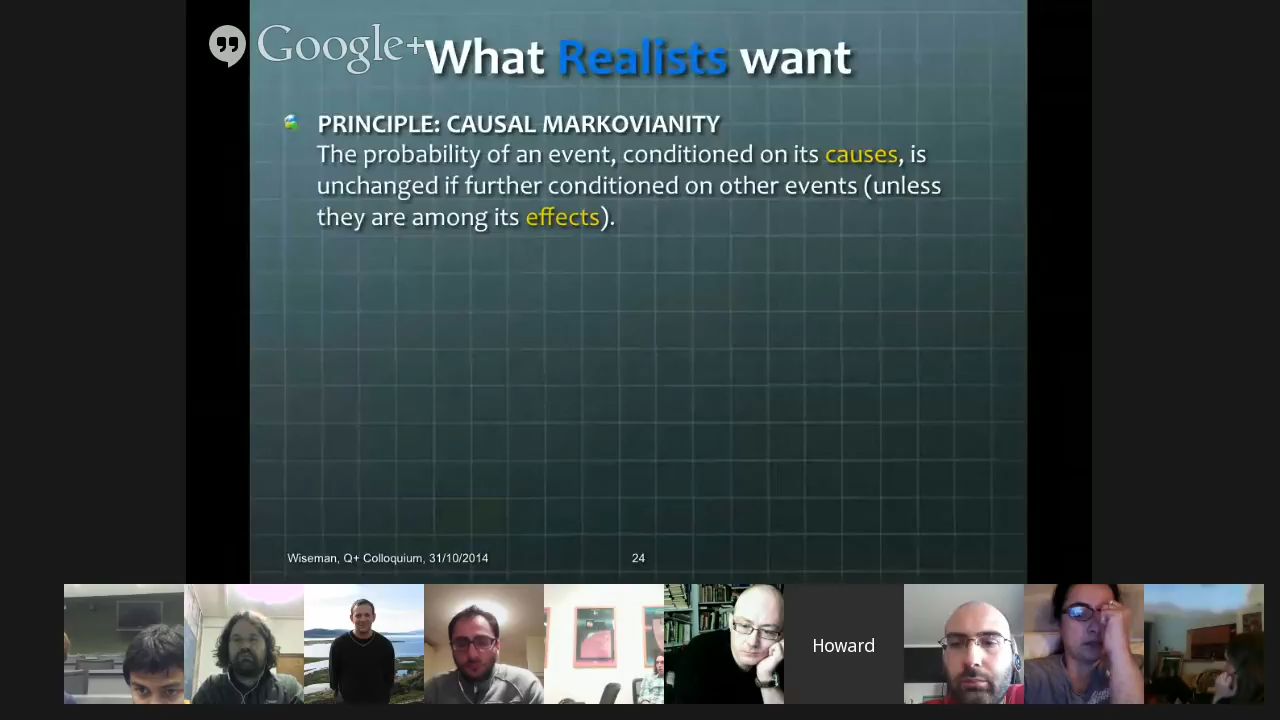 Google+
What Realists want
PRINCIPLE: CAUSAL MARKOVIANITY
The probability of an event, conditioned on its causes, is
unchanged if further conditioned on other events (unless
they are among its effects).
Wiseman, Q+ Colloquium, 31/10/2014
24
Howard